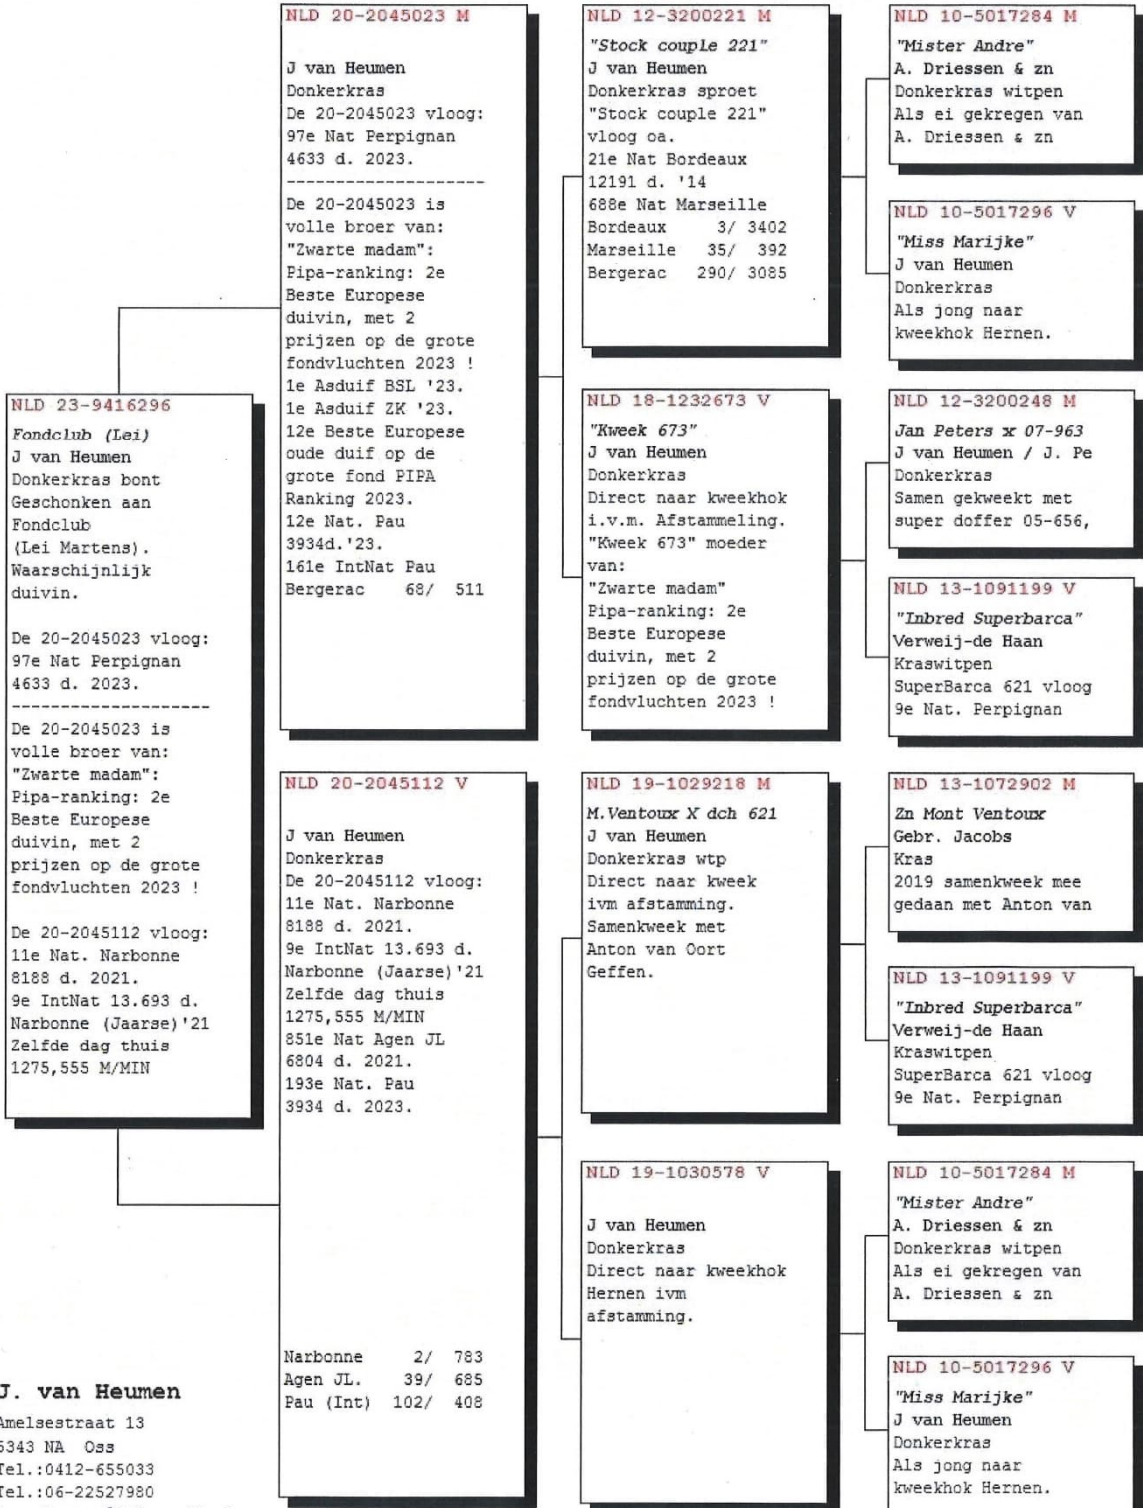 NLD 23-9416296
Fondclub (Lei)
J van Heumen
Donkerkras bont
Geschonken aan
Fondclub
(Lei Martens).
Waarschijnlijk
duivin.
De 20-2045023 vloog:
97e Nat Perpignan
4633 d. 2023.
--------------------
De 20-2045023 is
volle broer van:
"Zwarte madam":
Pipa-ranking: 2e
Beste Europese
duivin, met 2
prijzen op de grote
fondvluchten 2023 !
De 20-2045112 vloog:
11e Nat. Narbonne
8188 d. 2021.
9e IntNat 13.693 d.
Narbonne (Jaarse)'21
Zelfde dag thuis
1275,555 M/MIN
J. van Heumen
Amelsestraat 13
5343 NA Oss
Tel.:0412-655033
Tel.:06-22527980
NLD 20-2045023 M
J van Heumen
Donkerkras
De 20-2045023 vloog:
97e Nat Perpignan
4633 d. 2023.
--------------------
De 20-2045023 is
volle broer van:
"Zwarte madam":
Pipa-ranking: 2e
Beste Europese
duivin, met 2
prijzen op de grote
fondvluchten 2023 !
1e Asduif BSL '23.
1e Asduif ZK '23.
12e Beste Europese
oude duif op de
grote fond PIPA
Ranking 2023.
12e Nat. Pau
3934d.'23.
161e IntNat Pau
Bergerac 68/ 511
NLD 20-2045112 V
J van Heumen
Donkerkras
De 20-2045112 vloog:
11e Nat. Narbonne
8188 d. 2021.
9e IntNat 13.693 d.
Narbonne (Jaarse)'21
Zelfde dag thuis
1275,555 M/MIN
851e Nat Agen JL
6804 d. 2021.
193e Nat. Pau
3934 d. 2023.
Narbonne 2/ 783
Agen JL. 39/ 685
Pau (Int) 102/ 408
NLD 12-3200221 M
"Stock couple 221"
J van Heumen
Donkerkras sproet
"Stock couple 221"
vloog oa.
21e Nat Bordeaux
12191 d. '14
688e Nat Marseille
Bordeaux 3/ 3402
Marseille 35/ 392
Bergerac 290/ 3085
NLD 18-1232673 V
"Kweek 673"
J van Heumen
Donkerkras
Direct naar kweekhok
i.v.m. Afstammeling.
"Kweek 673" moeder
van:
"Zwarte madam"
Pipa-ranking: 2e
Beste Europese
duivin, met 2
prijzen op de grote
fondvluchten 2023 !
NLD 19-1029218 M
M.Ventoux X dch 621
J van Heumen
Donkerkras wtp
Direct naar kweek
ivm afstamming.
Samenkweek met
Anton van Oort
Geffen.
NLD 19-1030578 V
J van Heumen
Donkerkras
Direct naar kweekhok
Hernen ivm
afstamming.
NLD 10-5017284 M
"Mister Andre"
A. Driessen & zn
Donkerkras witpen
Als ei gekregen van
A. Driessen & zn
NLD 10-5017296 V
"Miss Marijke"
J van Heumen
Donkerkras
Als jong naar
kweekhok Hernen.
NLD 12-3200248 M
Jan Peters x 07-963
J van Heumen / J. Pe
Donkerkras
Samen gekweekt met
super doffer 05-656,
NLD 13-1091199 V
"Inbred Superbarca"
Verweij-de Haan
Kraswitpen
SuperBarca 621 vloog
9e Nat. Perpignan
NLD 13-1072902 M
Zn Mont Ventoux
Gebr. Jacobs
Kras
2019 samenkweek mee
gedaan met Anton van
NLD 13-1091199 V
"Inbred Superbarca"
Verweij-de Haan
Kraswitpen
SuperBarca 621 vloog
9e Nat. Perpignan
NLD 10-5017284 M
"Mister Andre"
A. Driessen & zn
Donkerkras witpen
Als ei gekregen van
A. Driessen & zn
NLD 10-5017296 V
"Miss Marijke"
J van Heumen
Donkerkras
Als jong naar
kweekhok Hernen.